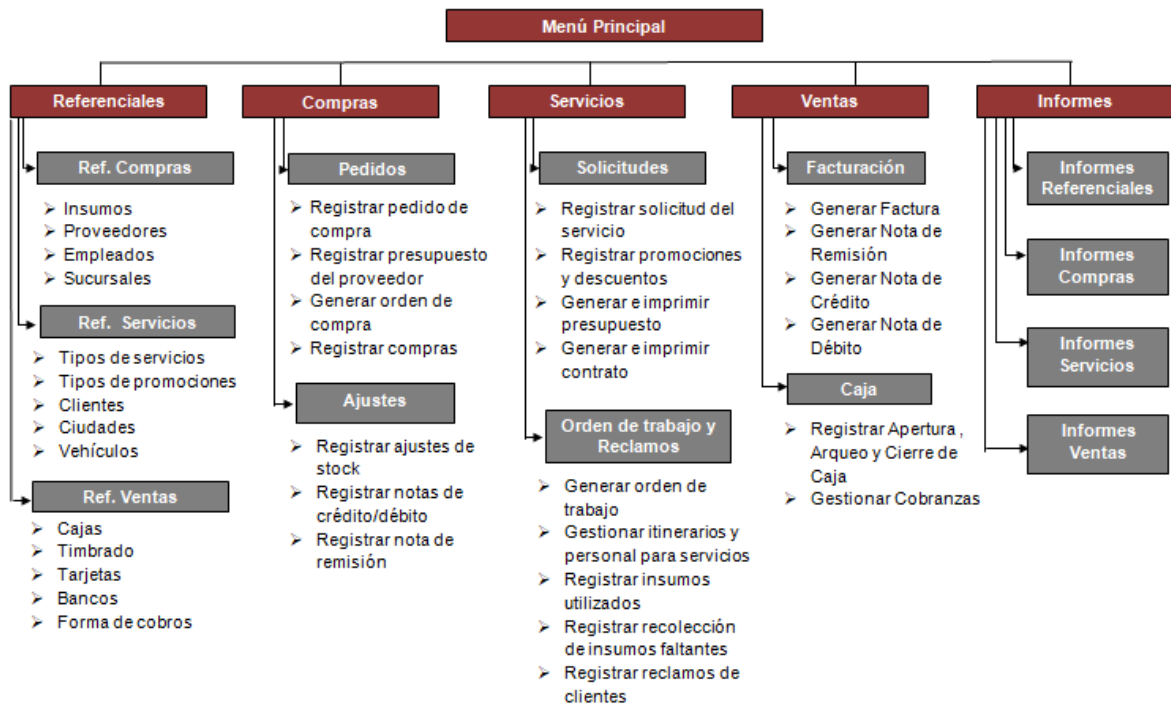 Menú Principal
Referenciales
Compras
Servicios
Ventas
Informes
Ref. Compras
Insumos
Proveedores
Empleados
Sucursales
Ref. Servicios
Tipos de servicios
Tipos de promociones
Clientes
Ciudades
Vehículos
Ref. Ventas
Cajas
Timbrado
Tarjetas
Bancos
Forma de cobros
Pedidos
Registrar pedido de
compra
Registrar presupuesto
del proveedor
Generar orden de
compra
Registrar compras
Ajustes
Registrar ajustes de
stock
Registrar notas de
crédito/débito
Registrar nota de
remisión
Solicitudes
Registrar solicitud del
servicio
Registrar promociones
y descuentos
Generar e imprimir
presupuesto
Generar e imprimir
contrato
Orden de trabajo y
Reclamos
Generar orden de
trabajo
Gestionar itinerarios y
personal para servicios
Registrar insumos
utilizados
Registrar recolección
de insumos faltantes
Registrar reclamos de
clientes
Facturación
Generar Factura
Generar Nota de
Remisión
Generar Nota de
Crédito
Generar Nota de
Débito
Caja
Registrar Apertura ,
Arqueo y Cierre de
Caja
Gestionar Cobranzas
Informes
Referenciales
Informes
Compras
Informes
Servicios
Informes
Ventas